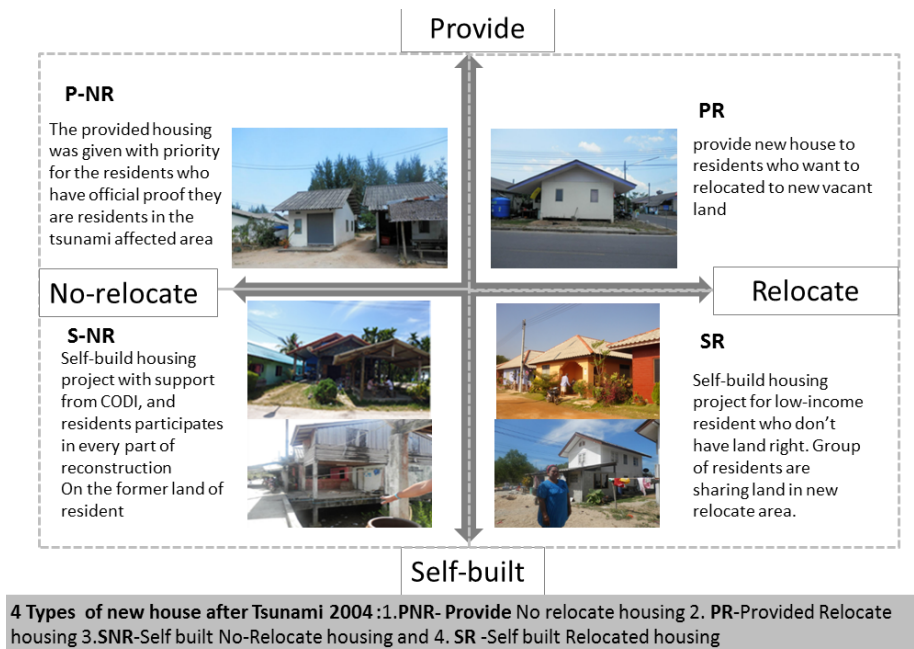 Provide
P-NR
The provided housing
was given with priority
for the residents who
have official proof they
are residents in the
tsunami affected area
PR
provide new house to
residents who want to
relocated to new vacant
land
No-relocate
Relocate
S-NR
Self-build housing
project with support
from CODI, and
residents participates
in every part of
reconstruction
On the former land of
resident
SR
Self-build housing
project for low-income
resident who don't
have land right. Group
of residents are
sharing land in new
relocate area.
Self-built
4 Types of new house after Tsunami 2004 :1.PNR- Provide No relocate housing 2. PR-Provided Relocate
housing 3.SNR-Self built No-Relocate housing and 4. SR -Self built Relocated housing